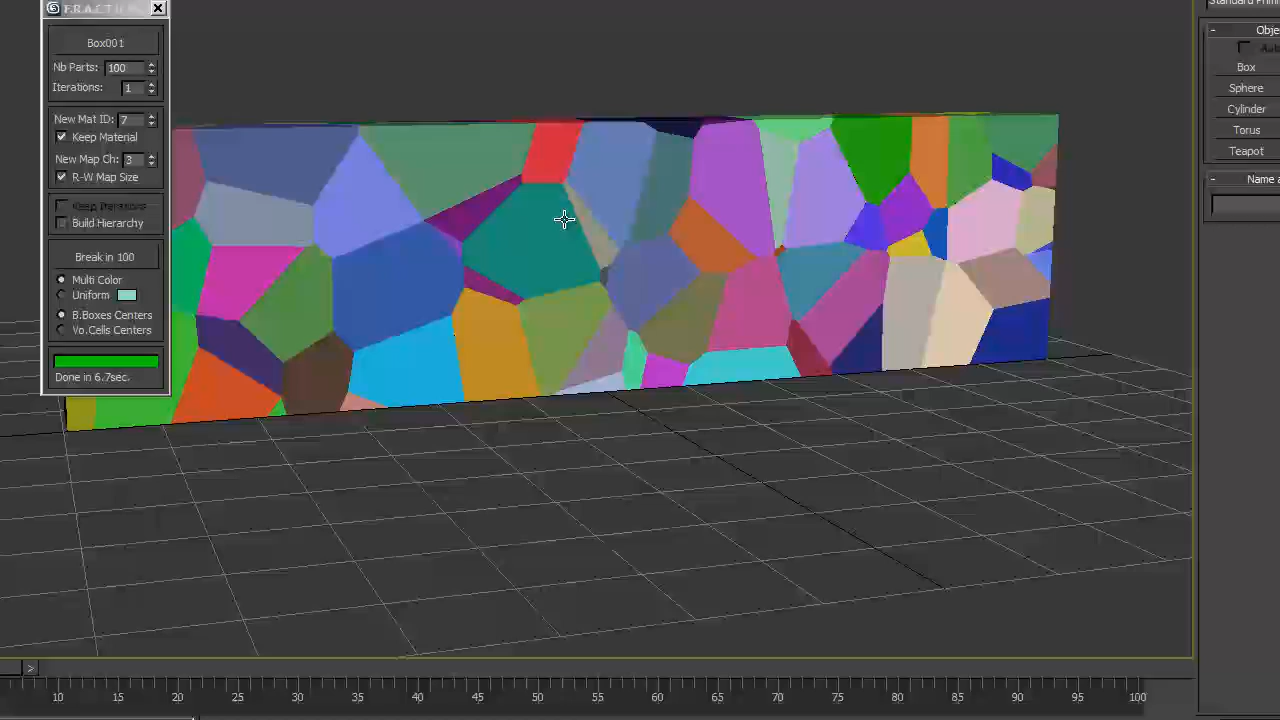 Box001
Nb Parts: 100
Iterations: 1
New Mat ID: 7
Keep Material
New Map Ch: 3
R-W Map Size
Keep Iterations
Build Hierarchy
Break in 100
Multi Color
Uniform
B.Boxes Centers
Vo.Cells Centers
Done in 6.7sec.
Obje
Box
Sphere
Cylinder
Torus
Teapot
Name a
>
10 15 20 25 30 35 40 45 50 55 60 65 70 75 80 85 90 95 100